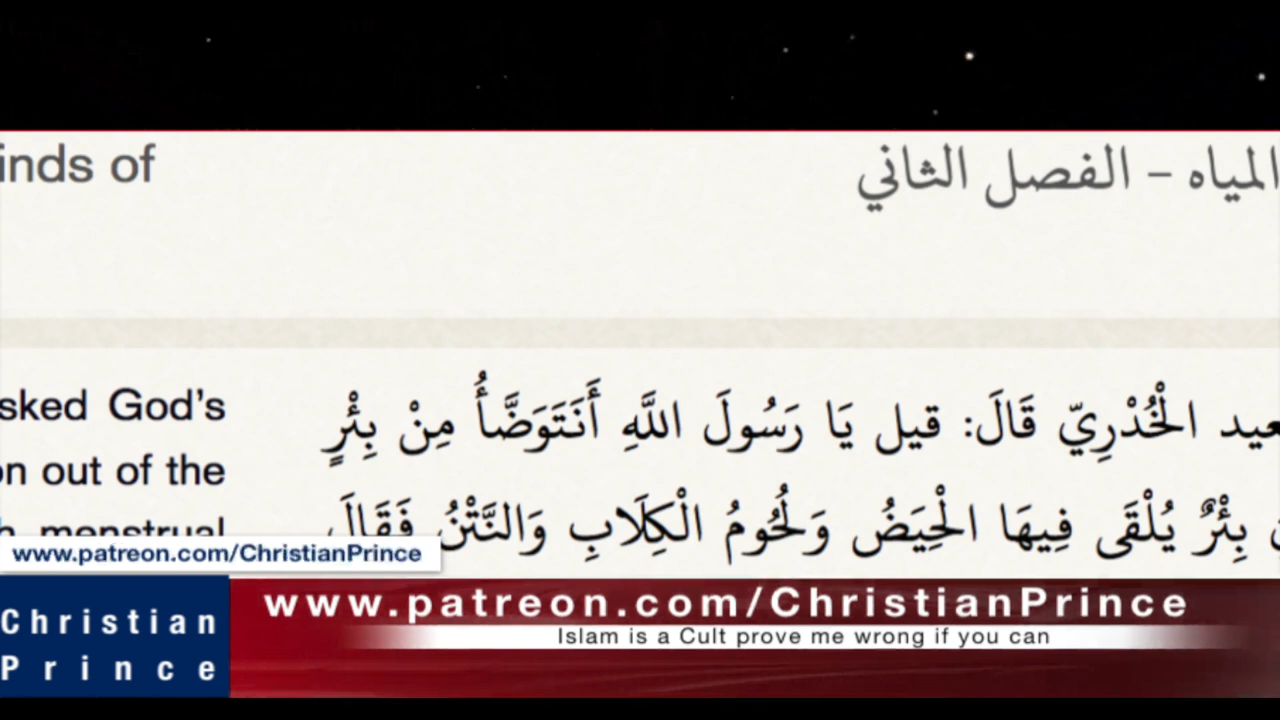 inds of
المياه - الفصل الثاني
sked God's
عيد الْخُدْرِيّ قَالَ: قيل يَا رَسُولَ اللَّهِ أَنَتَوَضَّأُ مِنْ بِئْرِ
on out of the
بِئْرٌ يُلْقَى فِيهَا الْحِيَضُ وَلُحُومُ الْكِلَابِ وَالنَّتْنُ فَقَالَ
menstrual
www.patreon.com/ChristianPrince
www.patreon.com/ChristianPrince
Islam is a Cult prove me wrong if you can
Christian
Prince